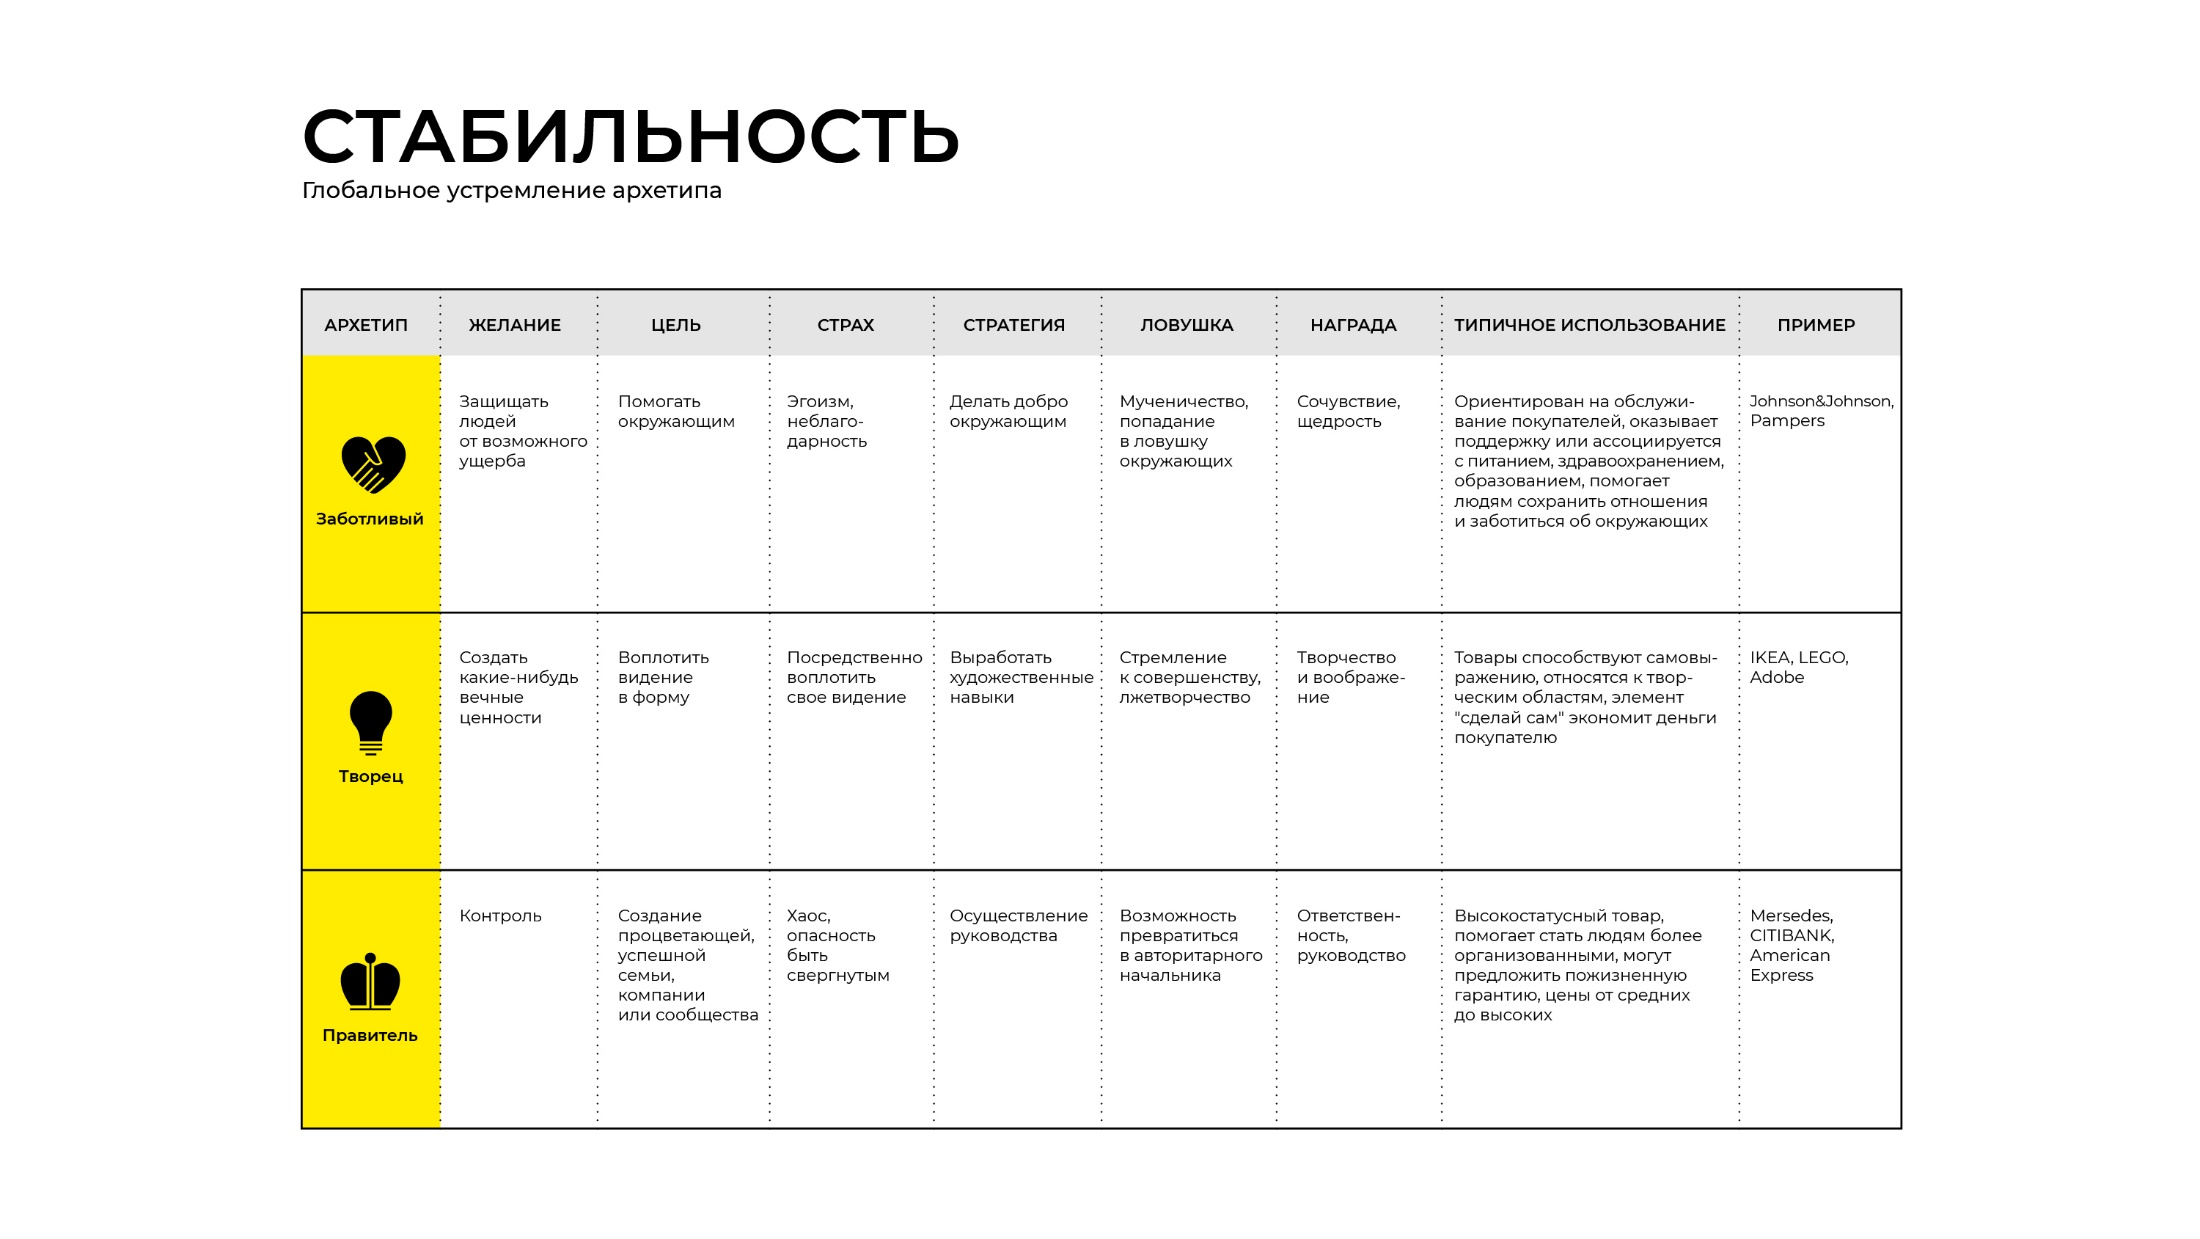 СТАБИЛЬНОСТЬ
Глобальное устремление архетипа
АРХЕТИП
ЖЕЛАНИЕ
ЦЕЛЬ
СТРАХ
СТРАТЕГИЯ
ЛОВУШКА
НАГРАДА
ТИПИЧНОЕ ИСПОЛЬЗОВАНИЕ
ПРИМЕР
Заботливый
Защищать
людей
от возможного
ущерба
Помогать
окружающим
Эгоизм,
неблаго-
дарность
Делать добро
окружающим
Мученичество,
попадание
в ловушку
окружающих
Сочувствие,
щедрость
Ориентирован на обслужи-
вание покупателей, оказывает
поддержку или ассоциируется
с питанием, здравоохранением,
образованием, помогает
людям сохранить отношения
и заботиться об окружающих
Johnson&Johnson,
Pampers
Творец
Создать
какие-нибудь
вечные
ценности
Воплотить
видение
в форму
Посредственно
воплотить
свое видение
Выработать
художественные
навыки
Стремление
к совершенству,
лжетворчество
Творчество
и воображе-
ние
Товары способствуют самовы-
ражению, относятся к твор-
ческим областям, элемент
"сделай сам" экономит деньги
покупателю
IKEA, LEGO,
Adobe
Правитель
Контроль
Создание
процветающей,
успешной
семьи,
компании
или сообщества
Хаос,
опасность
быть
свергнутым
Осуществление
руководства
Возможность
превратиться
в авторитарного
начальника
Ответствен-
ность,
руководство
Высокостатусный товар,
помогает стать людям более
организованными, могут
предложить пожизненную
гарантию, цены от средних
до высоких
Mersedes,
CITIBANK,
American
Express